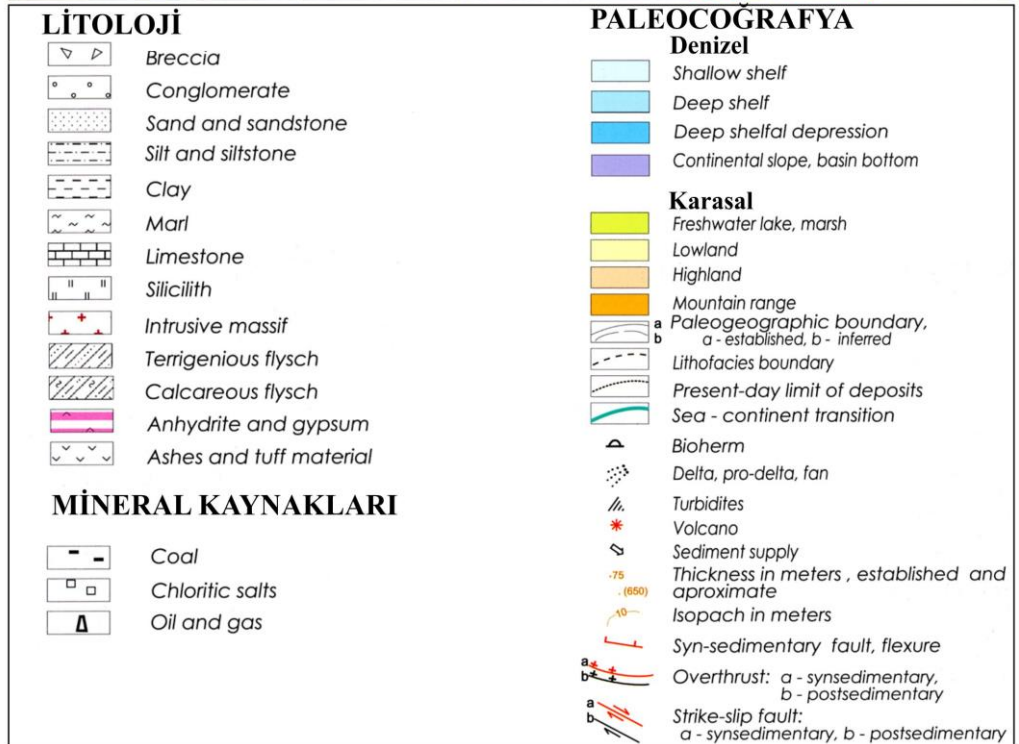 LİTOLOJİ
Breccia
Conglomerate
Sand and sandstone
Silt and siltstone
Clay
Marl
Limestone
Silicilith
Intrusive massif
Terrigenious flysch
Calcareous flysch
Anhydrite and gypsum
Ashes and tuff material
MİNERAL KAYNAKLARI
Coal
Chloritic salts
Oil and gas
PALEOCOĞRAFYA
Denizel
Shallow shelf
Deep shelf
Deep shelfal depression
Continental slope, basin bottom
Karasal
Freshwater lake, marsh
Lowland
Highland
Mountain range
a Paleogeographic boundary,
b a - established, b - inferred
Lithofacies boundary
Present-day limit of deposits
Sea - continent transition
Bioherm
Delta, pro-delta, fan
Turbidites
Volcano
Sediment supply
.75 Thickness in meters , established and
. (650) aproximate
10 Isopach in meters
Syn-sedimentary fault, flexure
a Overthrust: a - synsedimentary,
b b - postsedimentary
a Strike-slip fault:
b a - synsedimentary, b - postsedimentary